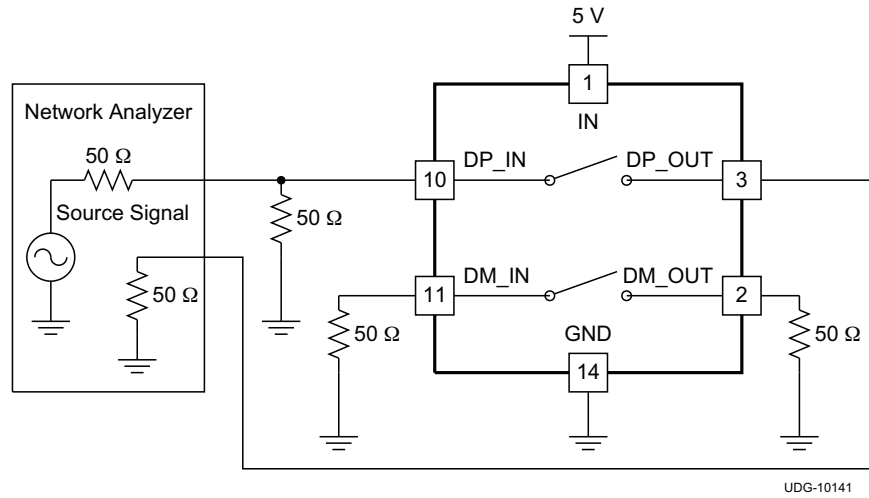 5 V
1
IN
Network Analyzer
50 Ω
Source Signal
50 Ω
50 Ω
10
DP_IN
DP_OUT
3
11
DM_IN
DM_OUT
2
50 Ω
GND
14
50 Ω
UDG-10141